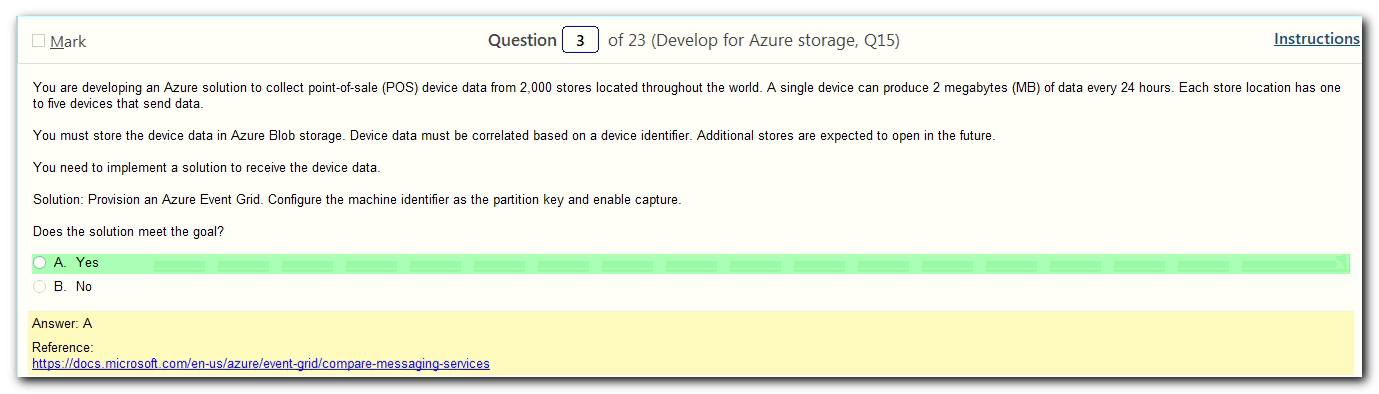 Mark Question 3 of 23 (Develop for Azure storage, Q15) Instructions
You are developing an Azure solution to collect point-of-sale (POS) device data from 2,000 stores located throughout the world. A single device can produce 2 megabytes (MB) of data every 24 hours. Each store location has one
to five devices that send data.
You must store the device data in Azure Blob storage. Device data must be correlated based on a device identifier. Additional stores are expected to open in the future.
You need to implement a solution to receive the device data.
Solution: Provision an Azure Event Grid. Configure the machine identifier as the partition key and enable capture.
Does the solution meet the goal?
A. Yes
B. No
Answer: A
Reference:
https://docs.microsoft.com/en-us/azure/event-grid/compare-messaging-services